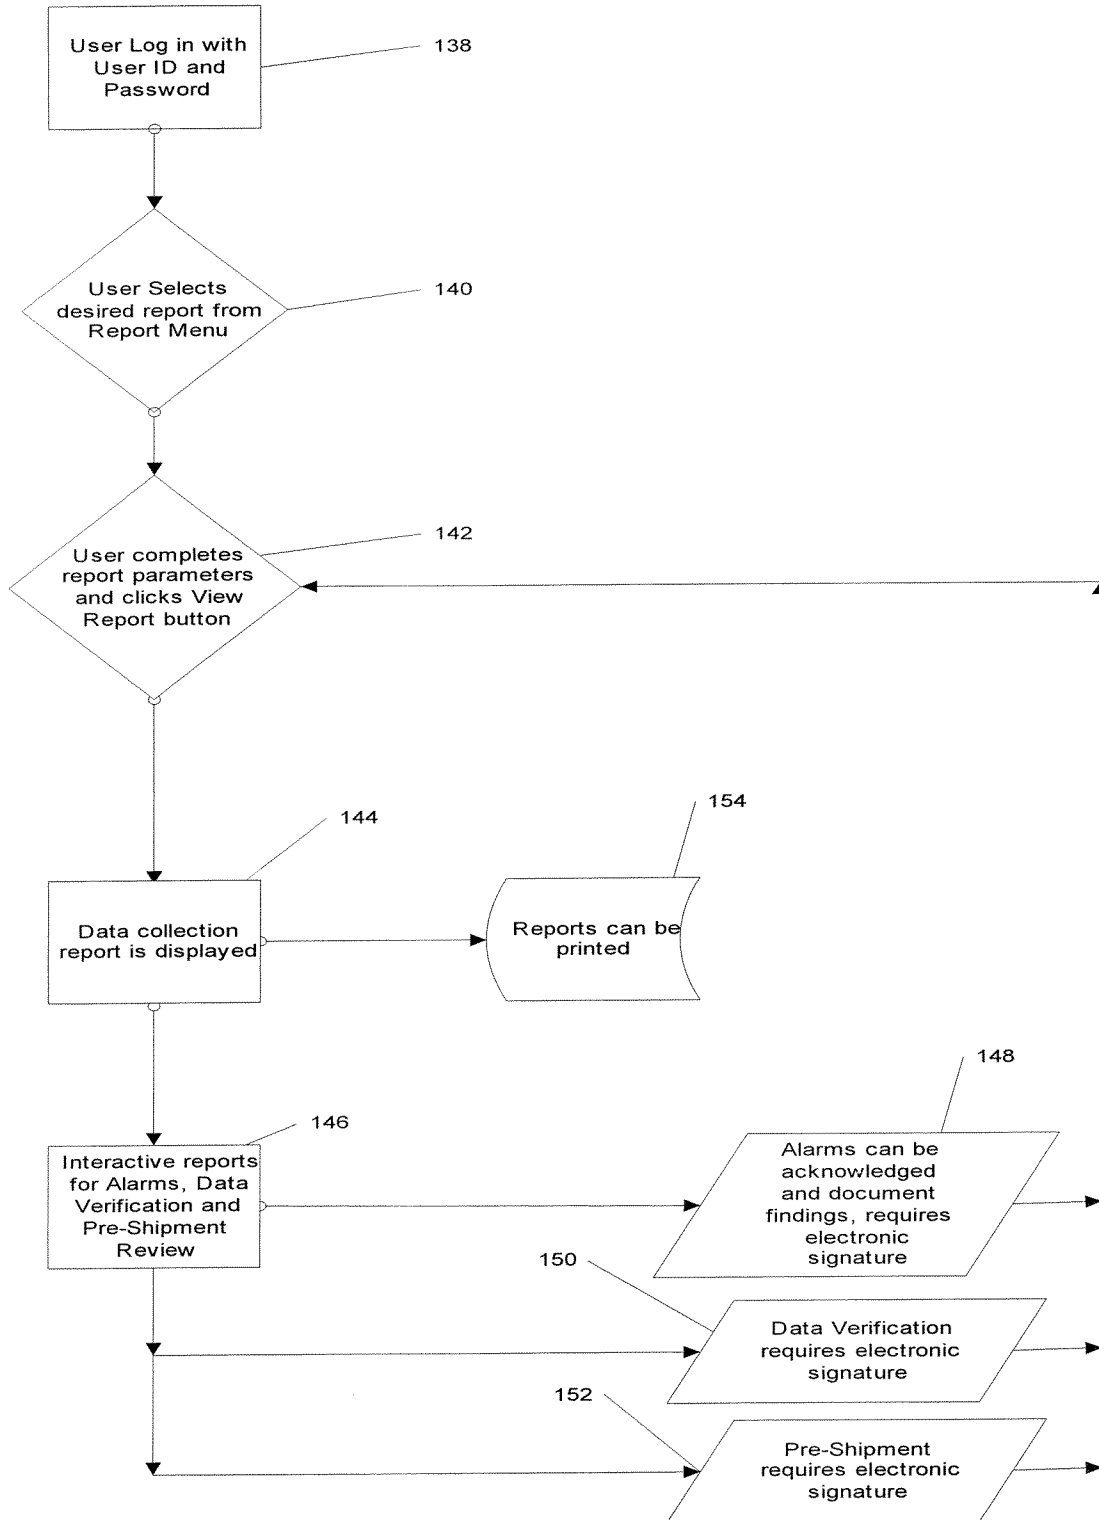 User Log in with
User ID and
Password
138
User Selects
desired report from
Report Menu
140
User completes
report parameters
and clicks View
Report button
142
144
154
Data collection
report is displayed
Reports can be
printed
148
146
Interactive reports
for Alarms, Data
Verification and
Pre-Shipment
Review
Alarms can be
acknowledged
and document
findings, requires
electronic
signature
150
Data Verification
requires electronic
signature
152
Pre-Shipment
requires electronic
signature